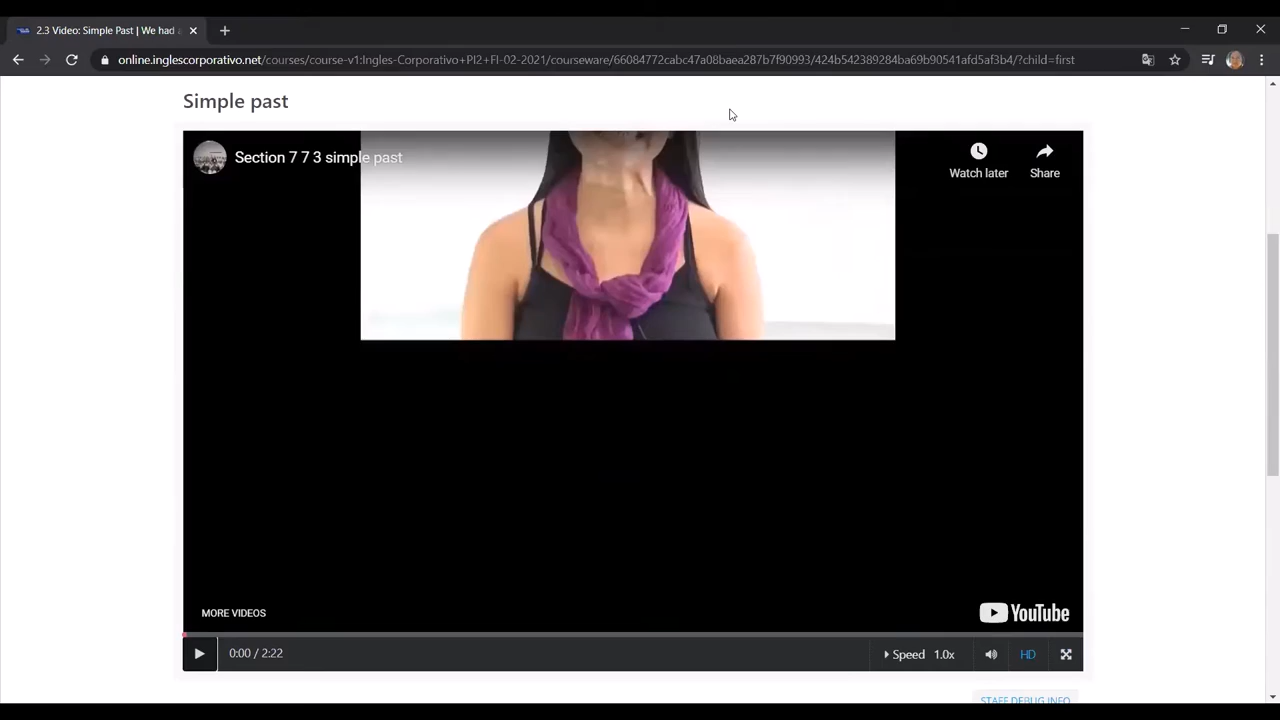 2.3 Video: Simple Past | We had
online.inglescorporativo.net/courses/course-v1:Ingles-Corporativo+PI2+FI-02-2021/courseware/66084772cabc47a08baea287b7f90993/424b542389284ba69b90541afd5af3b4/?child=first
Simple past
Section 7 7 3 simple past
Watch later
Share
MORE VIDEOS
YouTube
0:00 / 2:22
Speed 1.0x
HD
STAFF DEBUG INFO